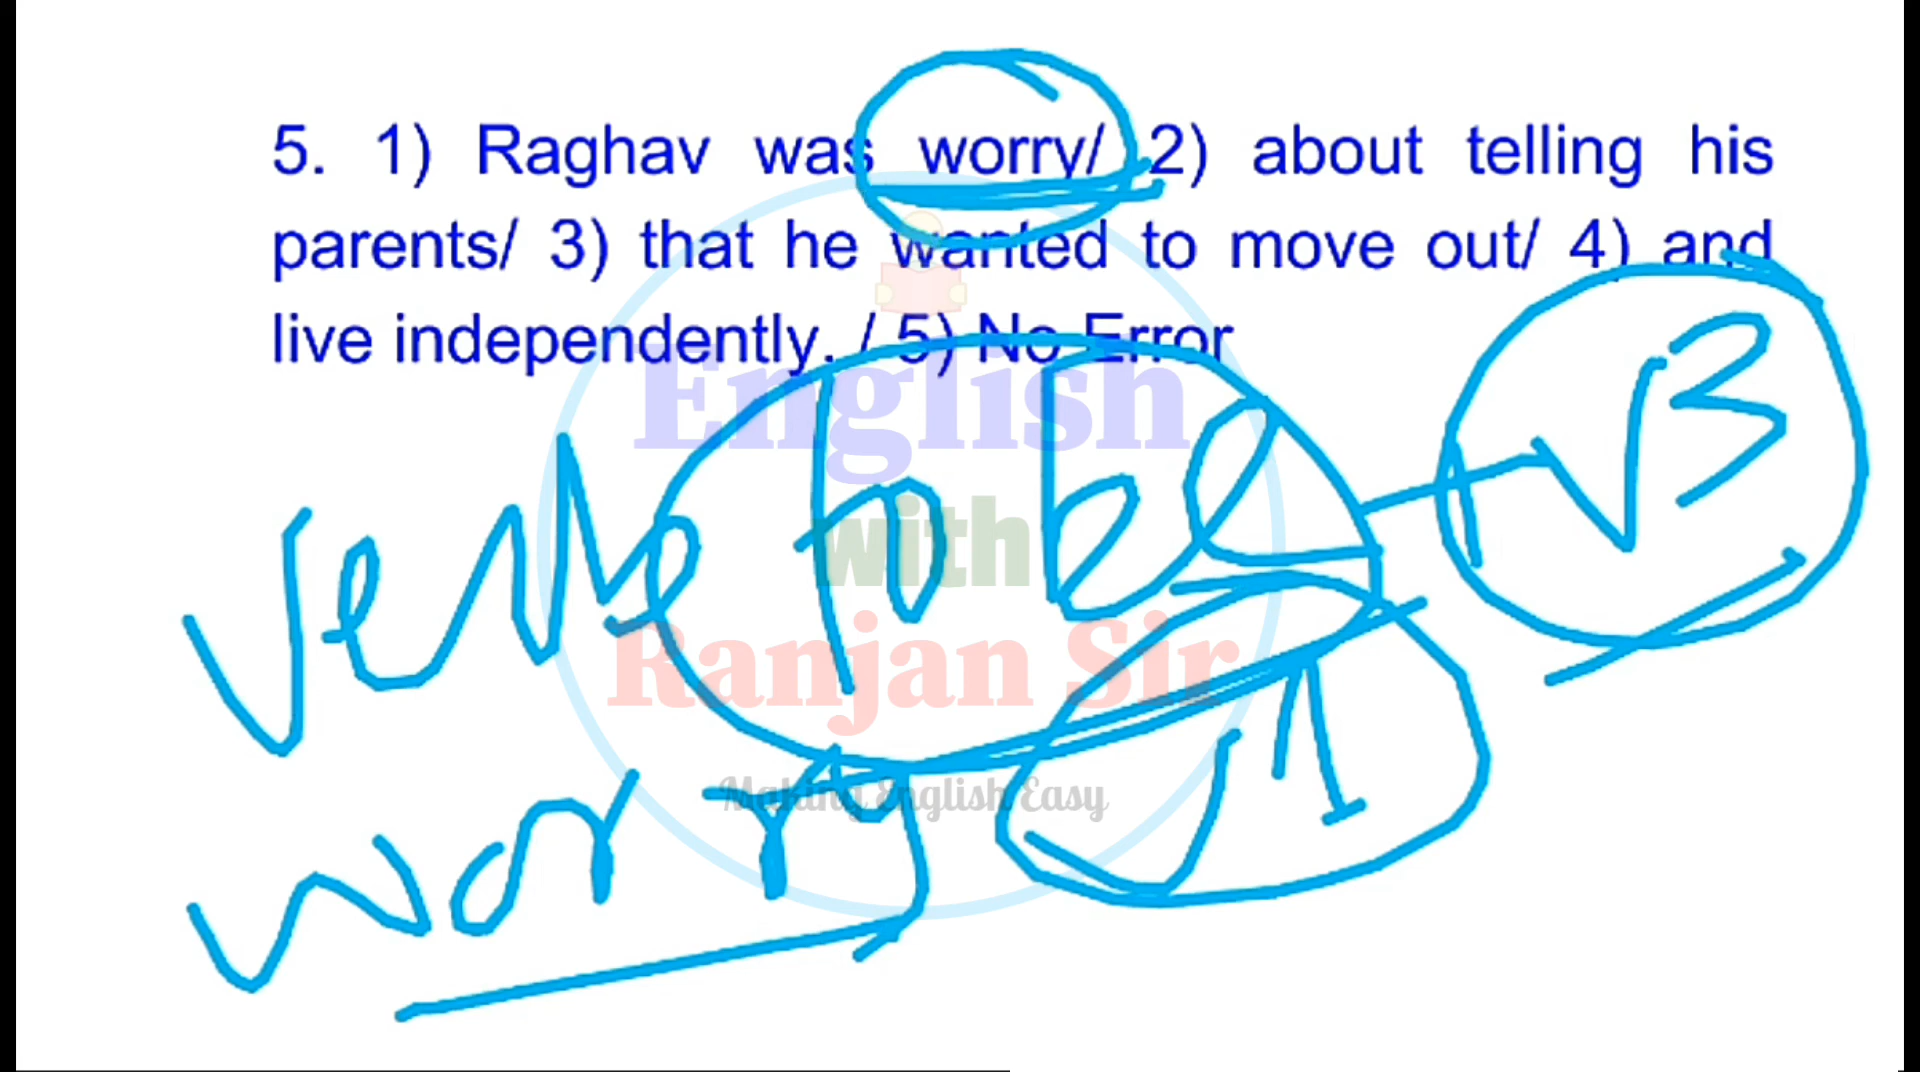 5. 1) Raghav was worry/ 2) about telling his
parents/ 3) that he wanted to move out/ 4) and
live independently. / 5) No Error
English
with
Ranjan Sir
Making English Easy
Verb to be + V3
worry V1